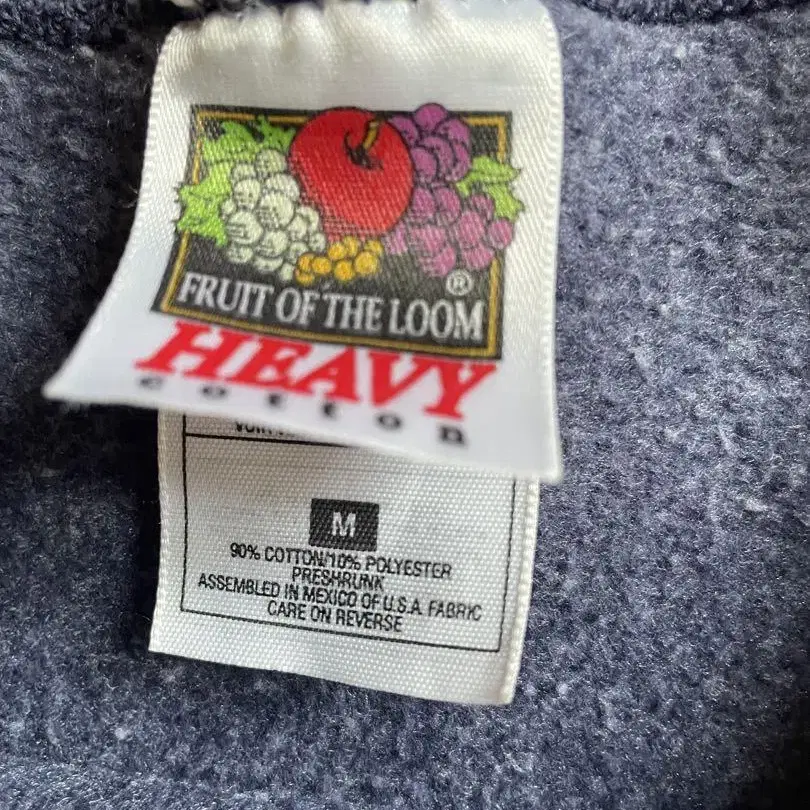 ®
FRUIT OF THE LOOM
HEAVY
cotton
M
90% COTTON/10% POLYESTER
PRESHRUNK
ASSEMBLED IN MEXICO OF U.S.A. FABRIC
CARE ON REVERSE